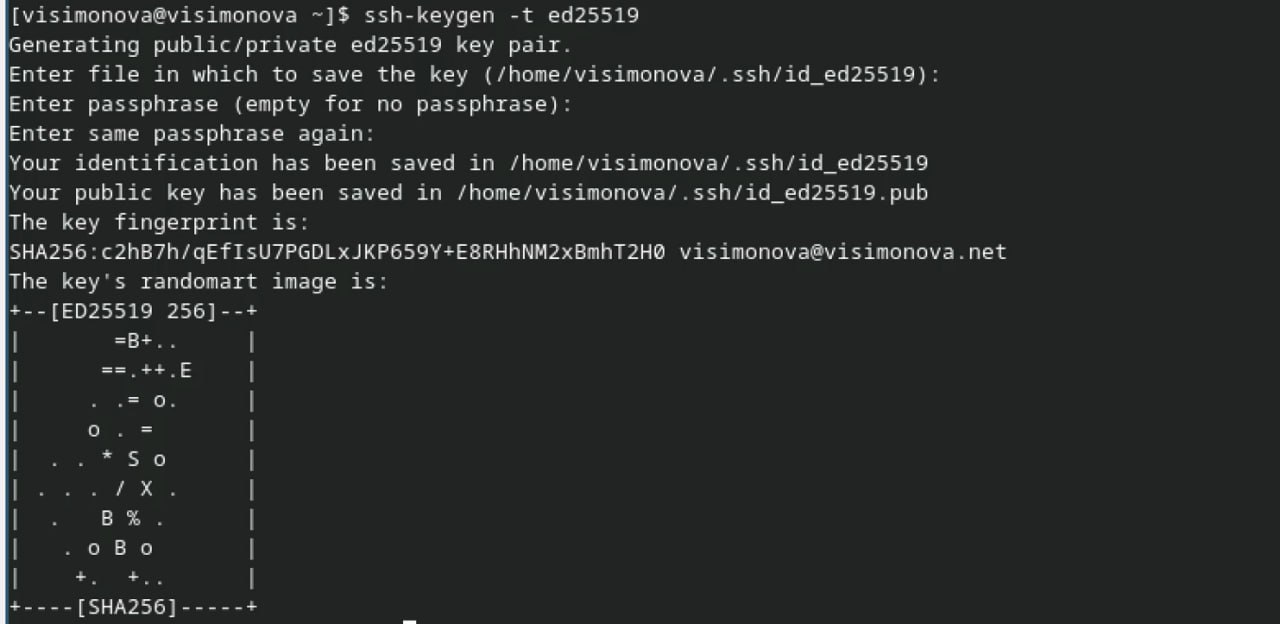 [visimonova@visimonova ~]$ ssh-keygen -t ed25519
Generating public/private ed25519 key pair.
Enter file in which to save the key (/home/visimonova/.ssh/id_ed25519):
Enter passphrase (empty for no passphrase):
Enter same passphrase again:
Your identification has been saved in /home/visimonova/.ssh/id_ed25519
Your public key has been saved in /home/visimonova/.ssh/id_ed25519.pub
The key fingerprint is:
SHA256:c2hB7h/qEfIsU7PGDLxJKP659Y+E8RHhNM2xBmhT2H0 visimonova@visimonova.net
The key's randomart image is:
+--[ED25519 256]--+
|       =B+..     |
|      ==.++.E    |
|     . .= o.     |
|     o . =       |
|  . . * S o      |
| . . . / X .     |
|  .   B % .      |
|   . o B o       |
|    +.  +..      |
+----[SHA256]-----+